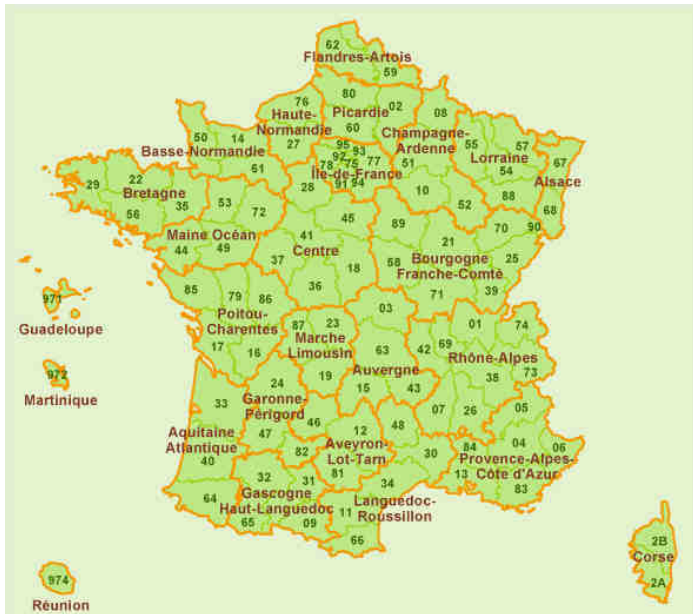 62
Flandres-Artois
59
80
76
02
08
Haute-
Normandie
Picardie
60
27
Champagne-
Ardenne
50
14
Basse-Normandie
61
95
93
92
75
77
78
Île-de-France
91
94
51
55
57
Lorraine
54
67
Alsace
88
68
29
22
Bretagne
35
56
53
72
28
10
52
45
89
70
90
Maine Océan
44
49
41
Centre
37
18
36
21
Bourgogne
Franche-Comté
58
25
39
71
971
Guadeloupe
85
79
86
Poitou-
Charentes
17
16
03
87
23
Marche
Limousin
19
63
Auvergne
15
43
01
74
42
69
Rhône-Alpes
38
73
07
26
05
972
Martinique
33
24
Garonne-
Périgord
47
46
Aquitaine
Atlantique
40
64
12
48
Aveyron-
Lot-Tarn
82
81
30
84
04
06
Provence-Alpes-
Côte d'Azur
13
83
32
31
Gascogne
Haut-Languedoc
65
09
34
Languedoc-
Roussillon
11
66
2B
Corse
2A
974
Réunion